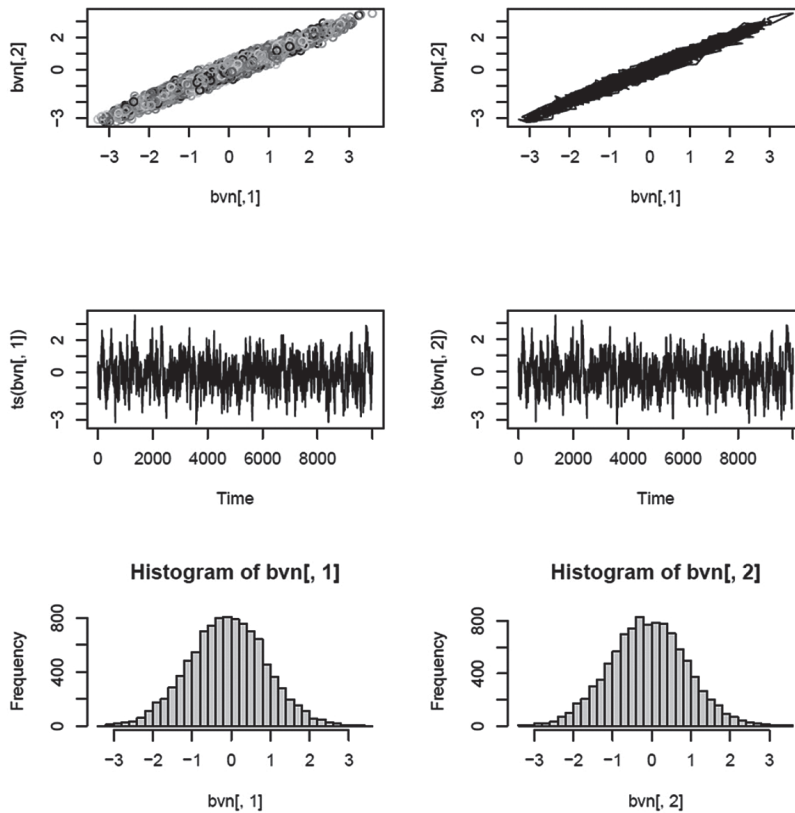 bvn[,2]
2
0
−3
−3 −2 −1 0 1 2 3
bvn[,1]
bvn[,2]
2
0
−3
−3 −2 −1 0 1 2 3
bvn[,1]
ts(bvn[, 1])
2
0
−3
0 2000 4000 6000 8000
Time
ts(bvn[, 2])
2
0
−3
0 2000 4000 6000 8000
Time
Histogram of bvn[, 1]
Frequency
800
400
0
−3 −2 −1 0 1 2 3
bvn[, 1]
Histogram of bvn[, 2]
Frequency
800
400
0
−3 −2 −1 0 1 2 3
bvn[, 2]